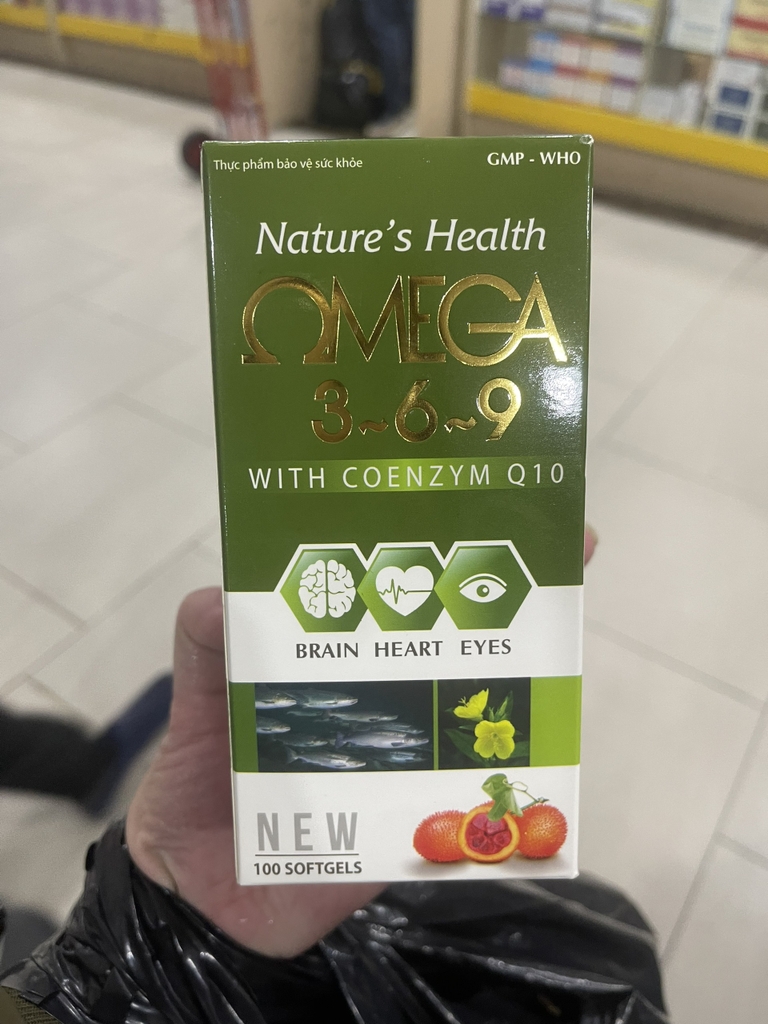 Thực phẩm bảo vệ sức khỏe
GMP - WHO
Nature's Health
ΩMEGA
3~6~9
WITH COENZYM Q10
BRAIN HEART EYES
NEW
100 SOFTGELS